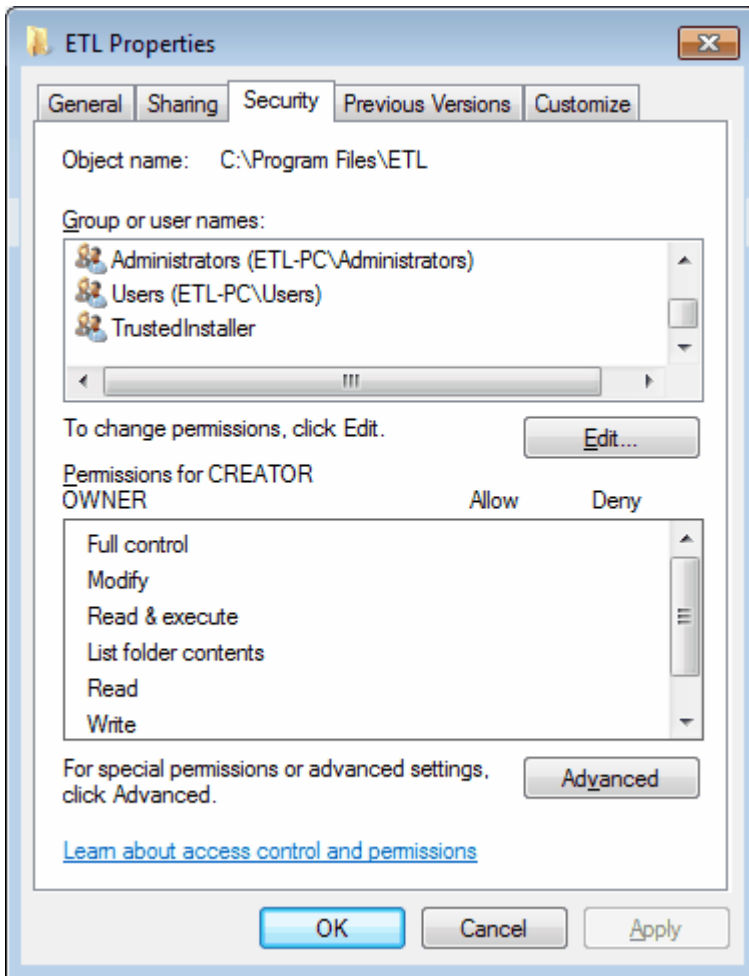 ETL Properties
General Sharing Security Previous Versions Customize
Object name: C:\Program Files\ETL
Group or user names:
Administrators (ETL-PC\Administrators)
Users (ETL-PC\Users)
TrustedInstaller
To change permissions, click Edit.
Edit...
Permissions for CREATOR
OWNER Allow Deny
Full control
Modify
Read & execute
List folder contents
Read
Write
For special permissions or advanced settings,
click Advanced.
Advanced
Learn about access control and permissions
OK Cancel Apply